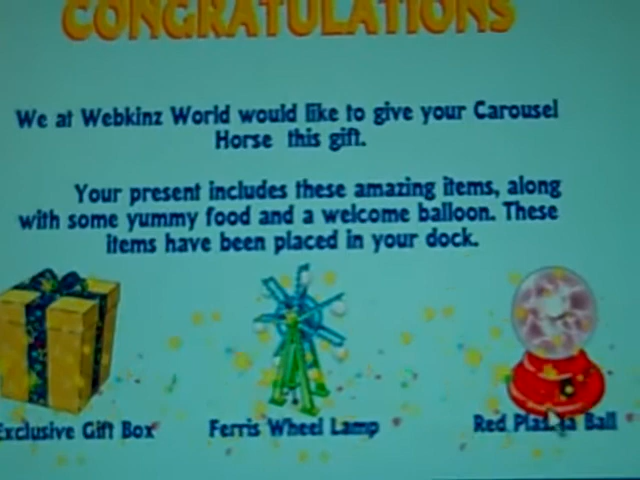 CONGRATULATIONS
We at Webkinz World would like to give your Carousel
Horse this gift.
Your present includes these amazing items, along
with some yummy food and a welcome balloon. These
items have been placed in your dock.
Exclusive Gift Box
Ferris Wheel Lamp
Red Plasma Ball